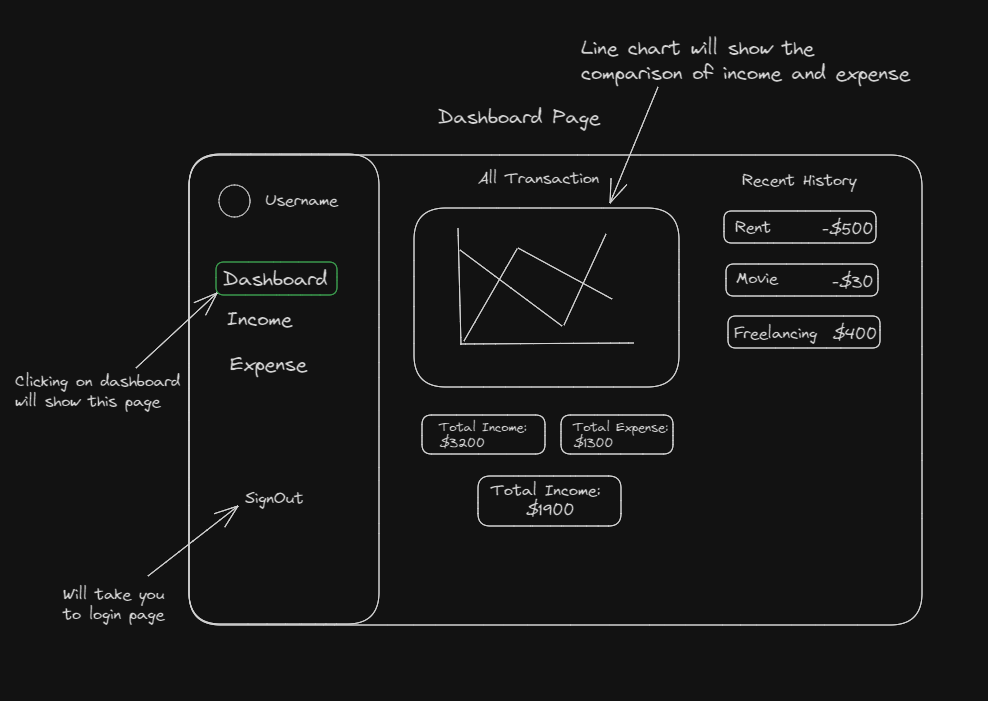 Line chart will show the
comparison of income and expense
Dashboard Page
Username
Dashboard
Income
Expense
SignOut
Clicking on dashboard
will show this page
Will take you
to login page
All Transaction
Total Income:
$3200
Total Expense:
$1300
Total Income:
$1900
Recent History
Rent -$500
Movie -$30
Freelancing $400